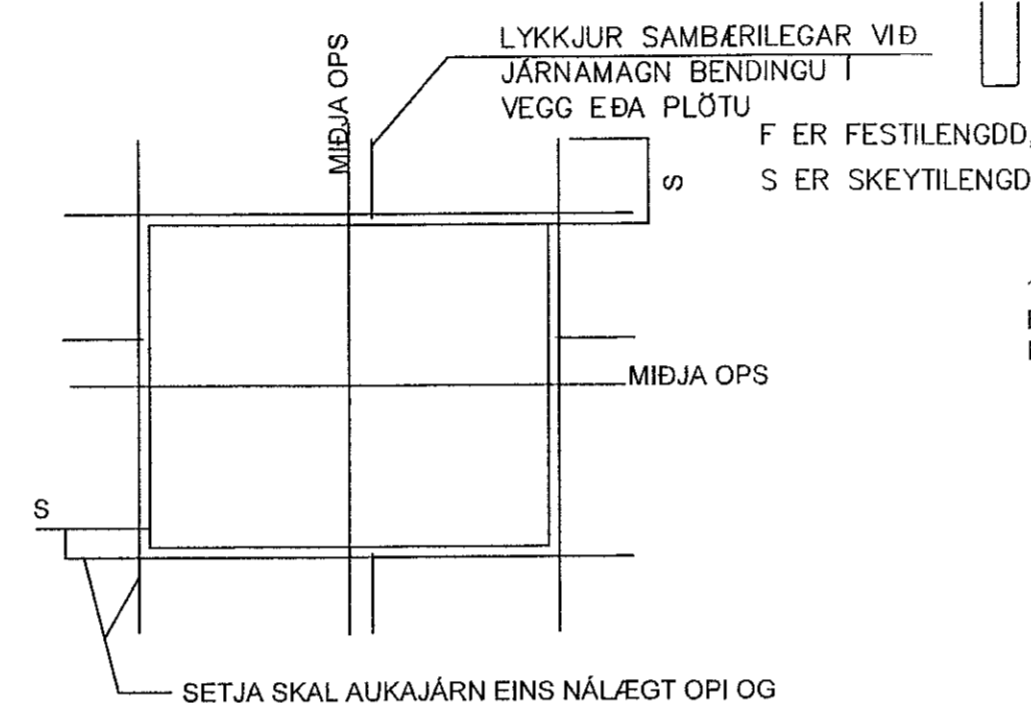 LYKKJUR SAMBÆRILEGAR VIÐ
JÁRNAMAGN BENDINGU Í
VEGG EÐA PLÖTU
MIÐJA OPS
F ER FESTILENGDD,
S
S ER SKEYTILENGD
MIÐJA OPS
S
SETJA SKAL AUKAJÁRN EINS NÁLÆGT OPI OG